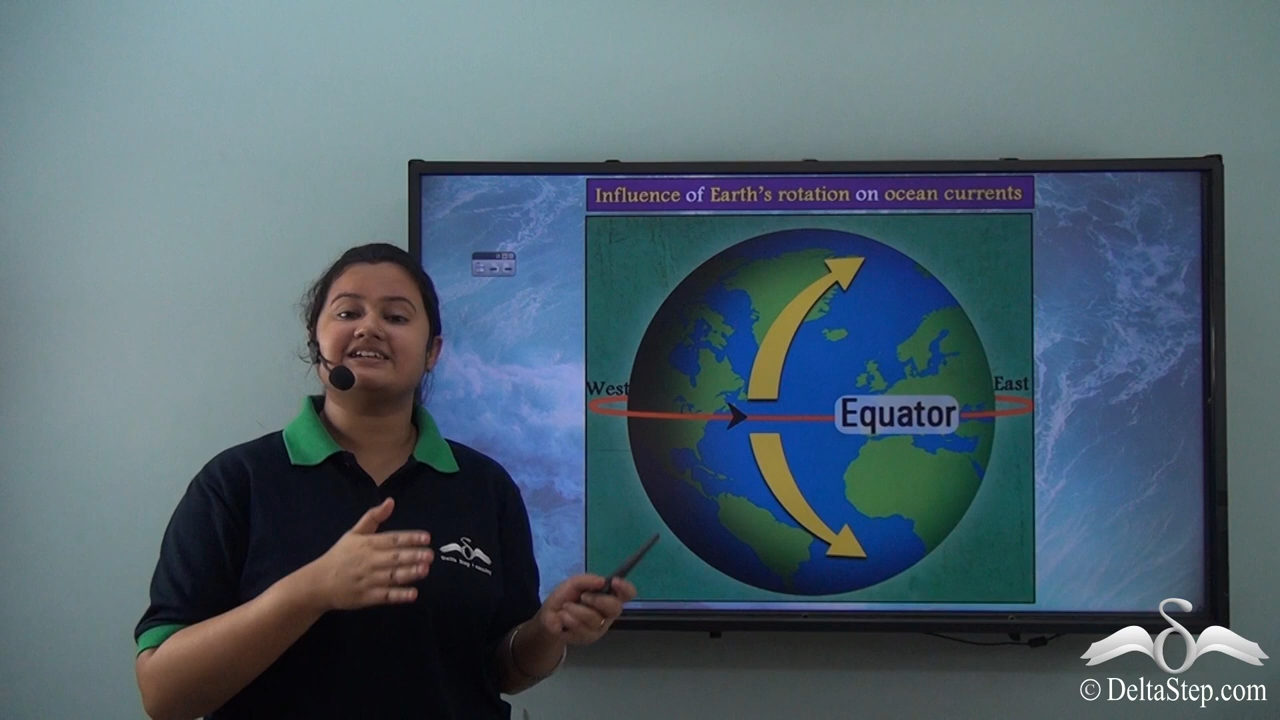 Influence of Earth's rotation on ocean currents
West
East
Equator
© DeltaStep.com